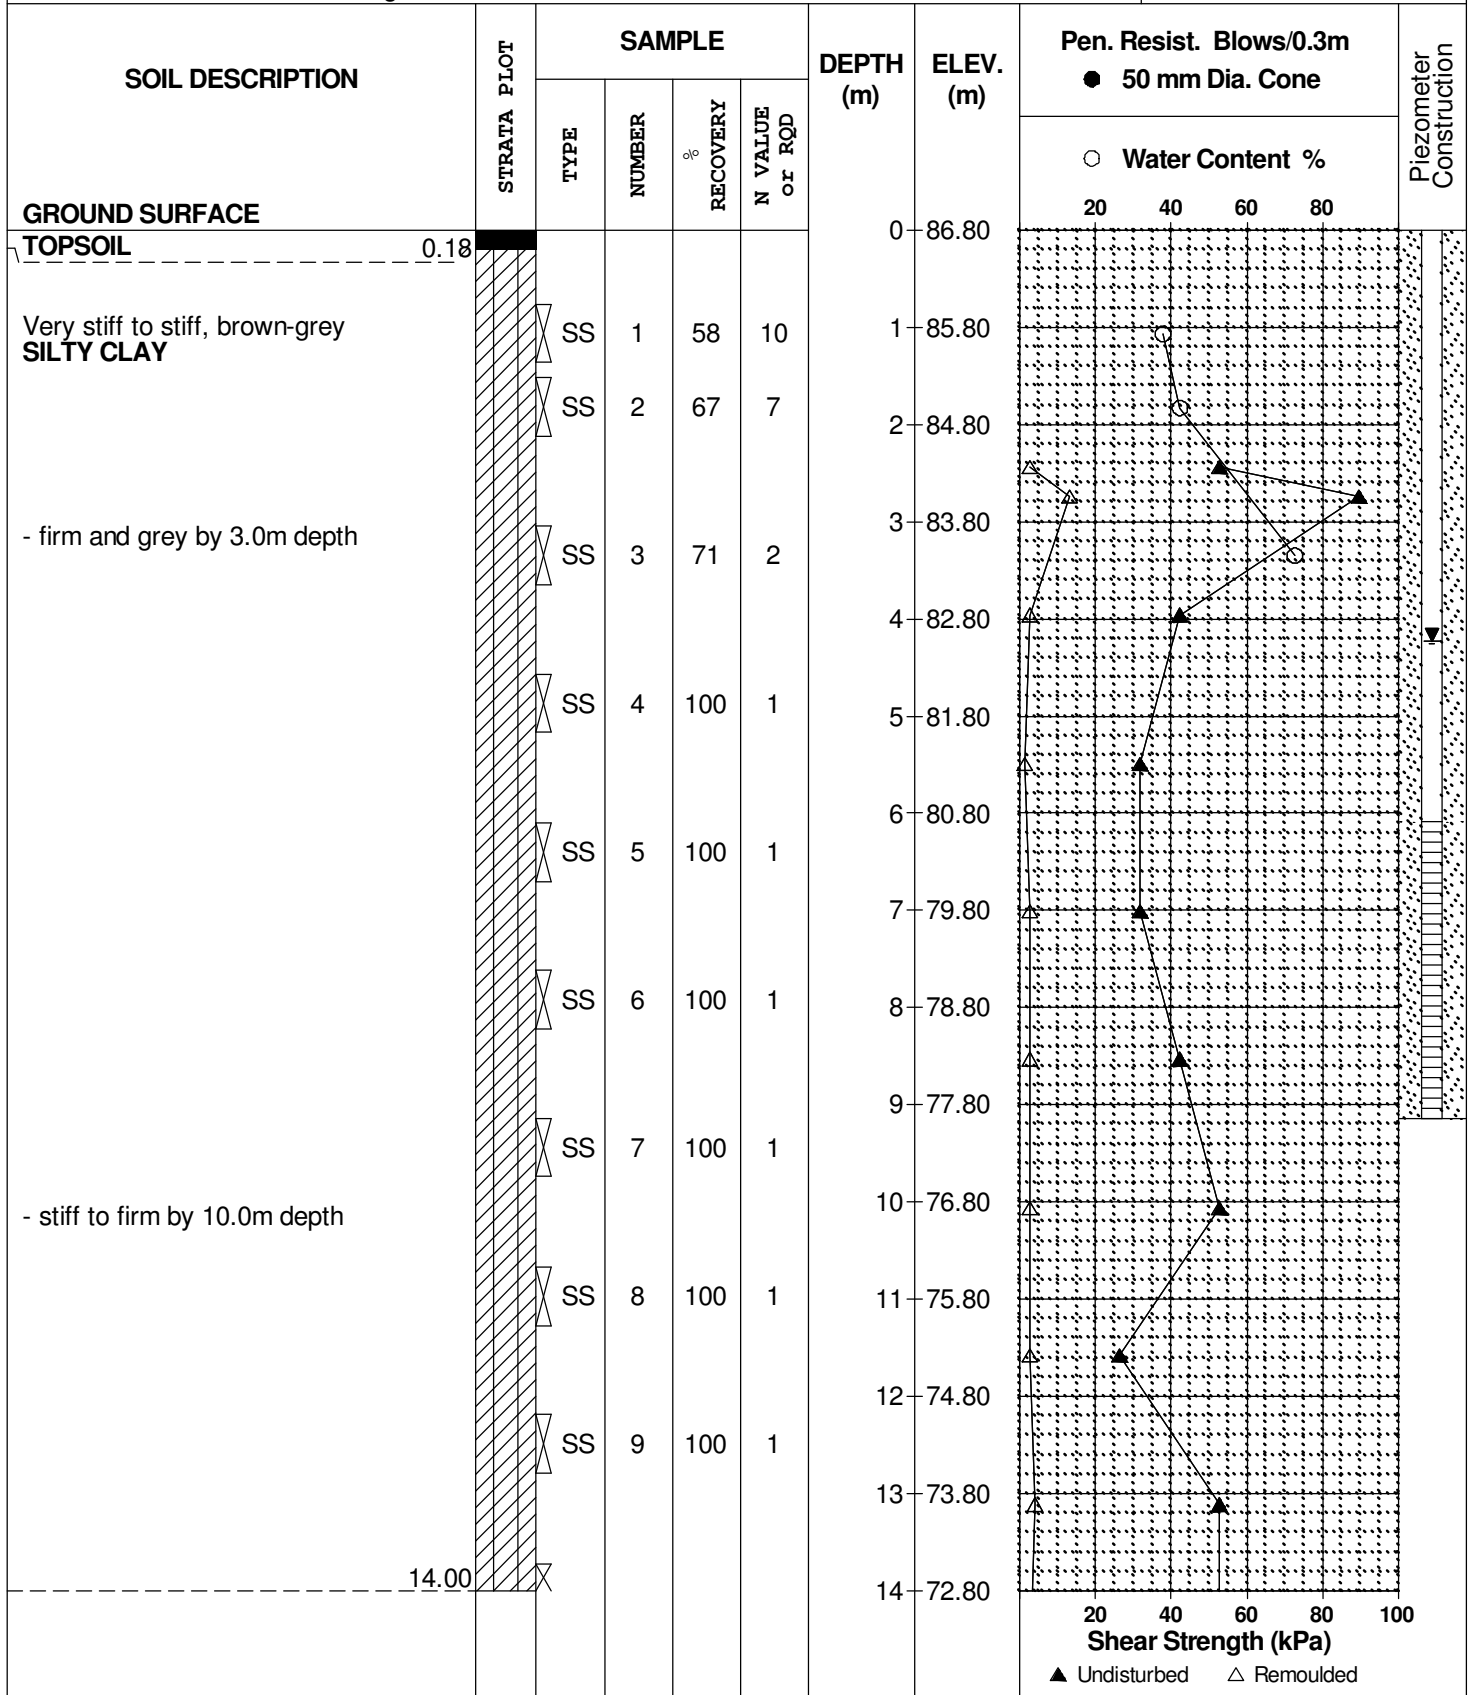 SOIL DESCRIPTION
GROUND SURFACE
STRATA PLOT
SAMPLE
TYPE
NUMBER
% RECOVERY
N VALUE or RQD
DEPTH (m)
ELEV. (m)
Pen. Resist. Blows/0.3m
● 50 mm Dia. Cone
○ Water Content %
20 40 60 80
Piezometer Construction
TOPSOIL 0.18
0 86.80
Very stiff to stiff, brown-grey
SILTY CLAY
SS 1 58 10
1 85.80
SS 2 67 7
2 84.80
- firm and grey by 3.0m depth
3 83.80
SS 3 71 2
4 82.80
SS 4 100 1
5 81.80
6 80.80
SS 5 100 1
7 79.80
SS 6 100 1
8 78.80
9 77.80
SS 7 100 1
10 76.80
- stiff to firm by 10.0m depth
SS 8 100 1
11 75.80
12 74.80
SS 9 100 1
13 73.80
14.00
14 72.80
20 40 60 80 100
Shear Strength (kPa)
▲ Undisturbed △ Remoulded